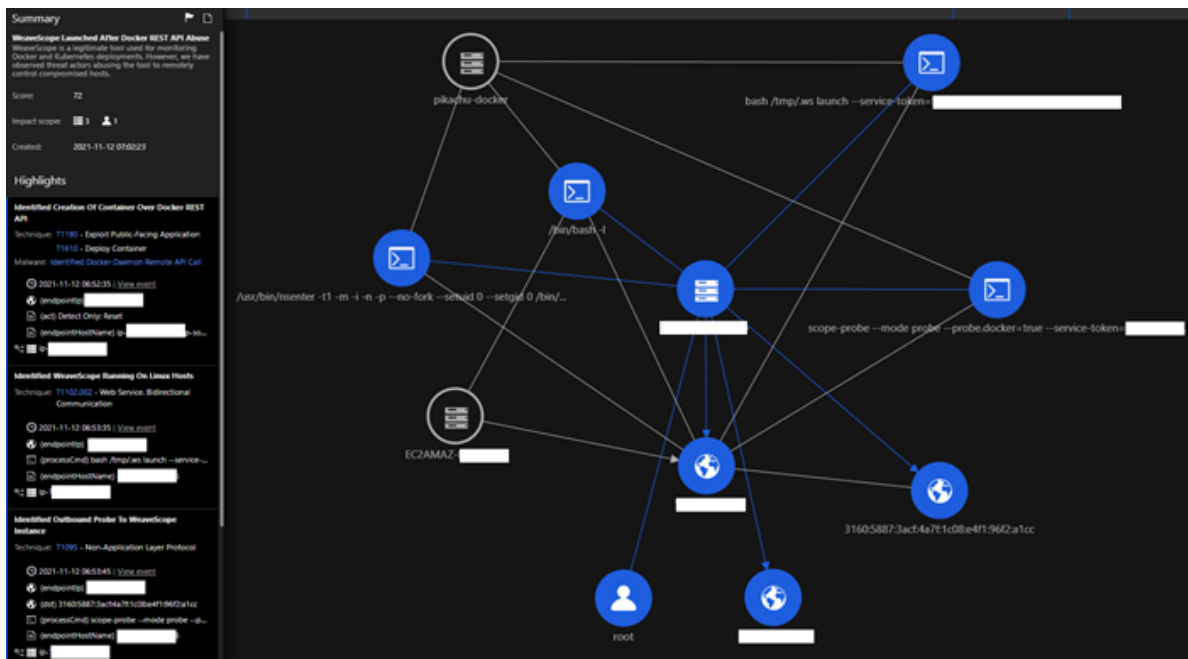 Summary
WeaveScope Launched After Docker REST API Abuse
WeaveScope is a legitimate tool used for monitoring
Docker and Kubernetes deployments. However, we have
observed threat actors abusing the tool to remotely
control compromised hosts.
Score: 72
Impact scope: 3 1
Created: 2021-11-12 07:02:23
Highlights
Identified Creation Of Container Over Docker REST
API
Technique: T1190 - Exploit Public-Facing Application
T1610 - Deploy Container
Malware: Identified Docker Daemon Remote API Call
2021-11-12 06:52:35 | View event
(endpointIp)
(act) Detect Only: Reset
(endpointHostName) ip-
ip-
Identified WeaveScope Running On Linux Hosts
Technique: T1102.002 - Web Service. Bidirectional
Communication
2021-11-12 06:53:35 | View event
(endpointIp)
(processCmd) bash /tmp/.ws launch --service-...
(endpointHostName)
ip-1
Identified Outbound Probe To WeaveScope
Instance
Technique: T1095 - Non-Application Layer Protocol
2021-11-12 06:53:45 | View event
(endpointIp)
(dst) 3160:5887:3acf:4a7f:1c08:e4f1:96f2:a1cc
(processCmd) scope-probe --mode probe --p...
(endpointHostName)
ip-1
pikachu-docker
bash /tmp/.ws launch --service-token=
/bin/bash -l
/usr/bin/nsenter -t1 -m -i -n -p --no-fork --setuid 0 --setgid 0 /bin/...
scope-probe --mode probe --probe.docker=true --service-token=
EC2AMAZ-
3160:5887:3acf:4a7f:1c08:e4f1:96f2:a1cc
root